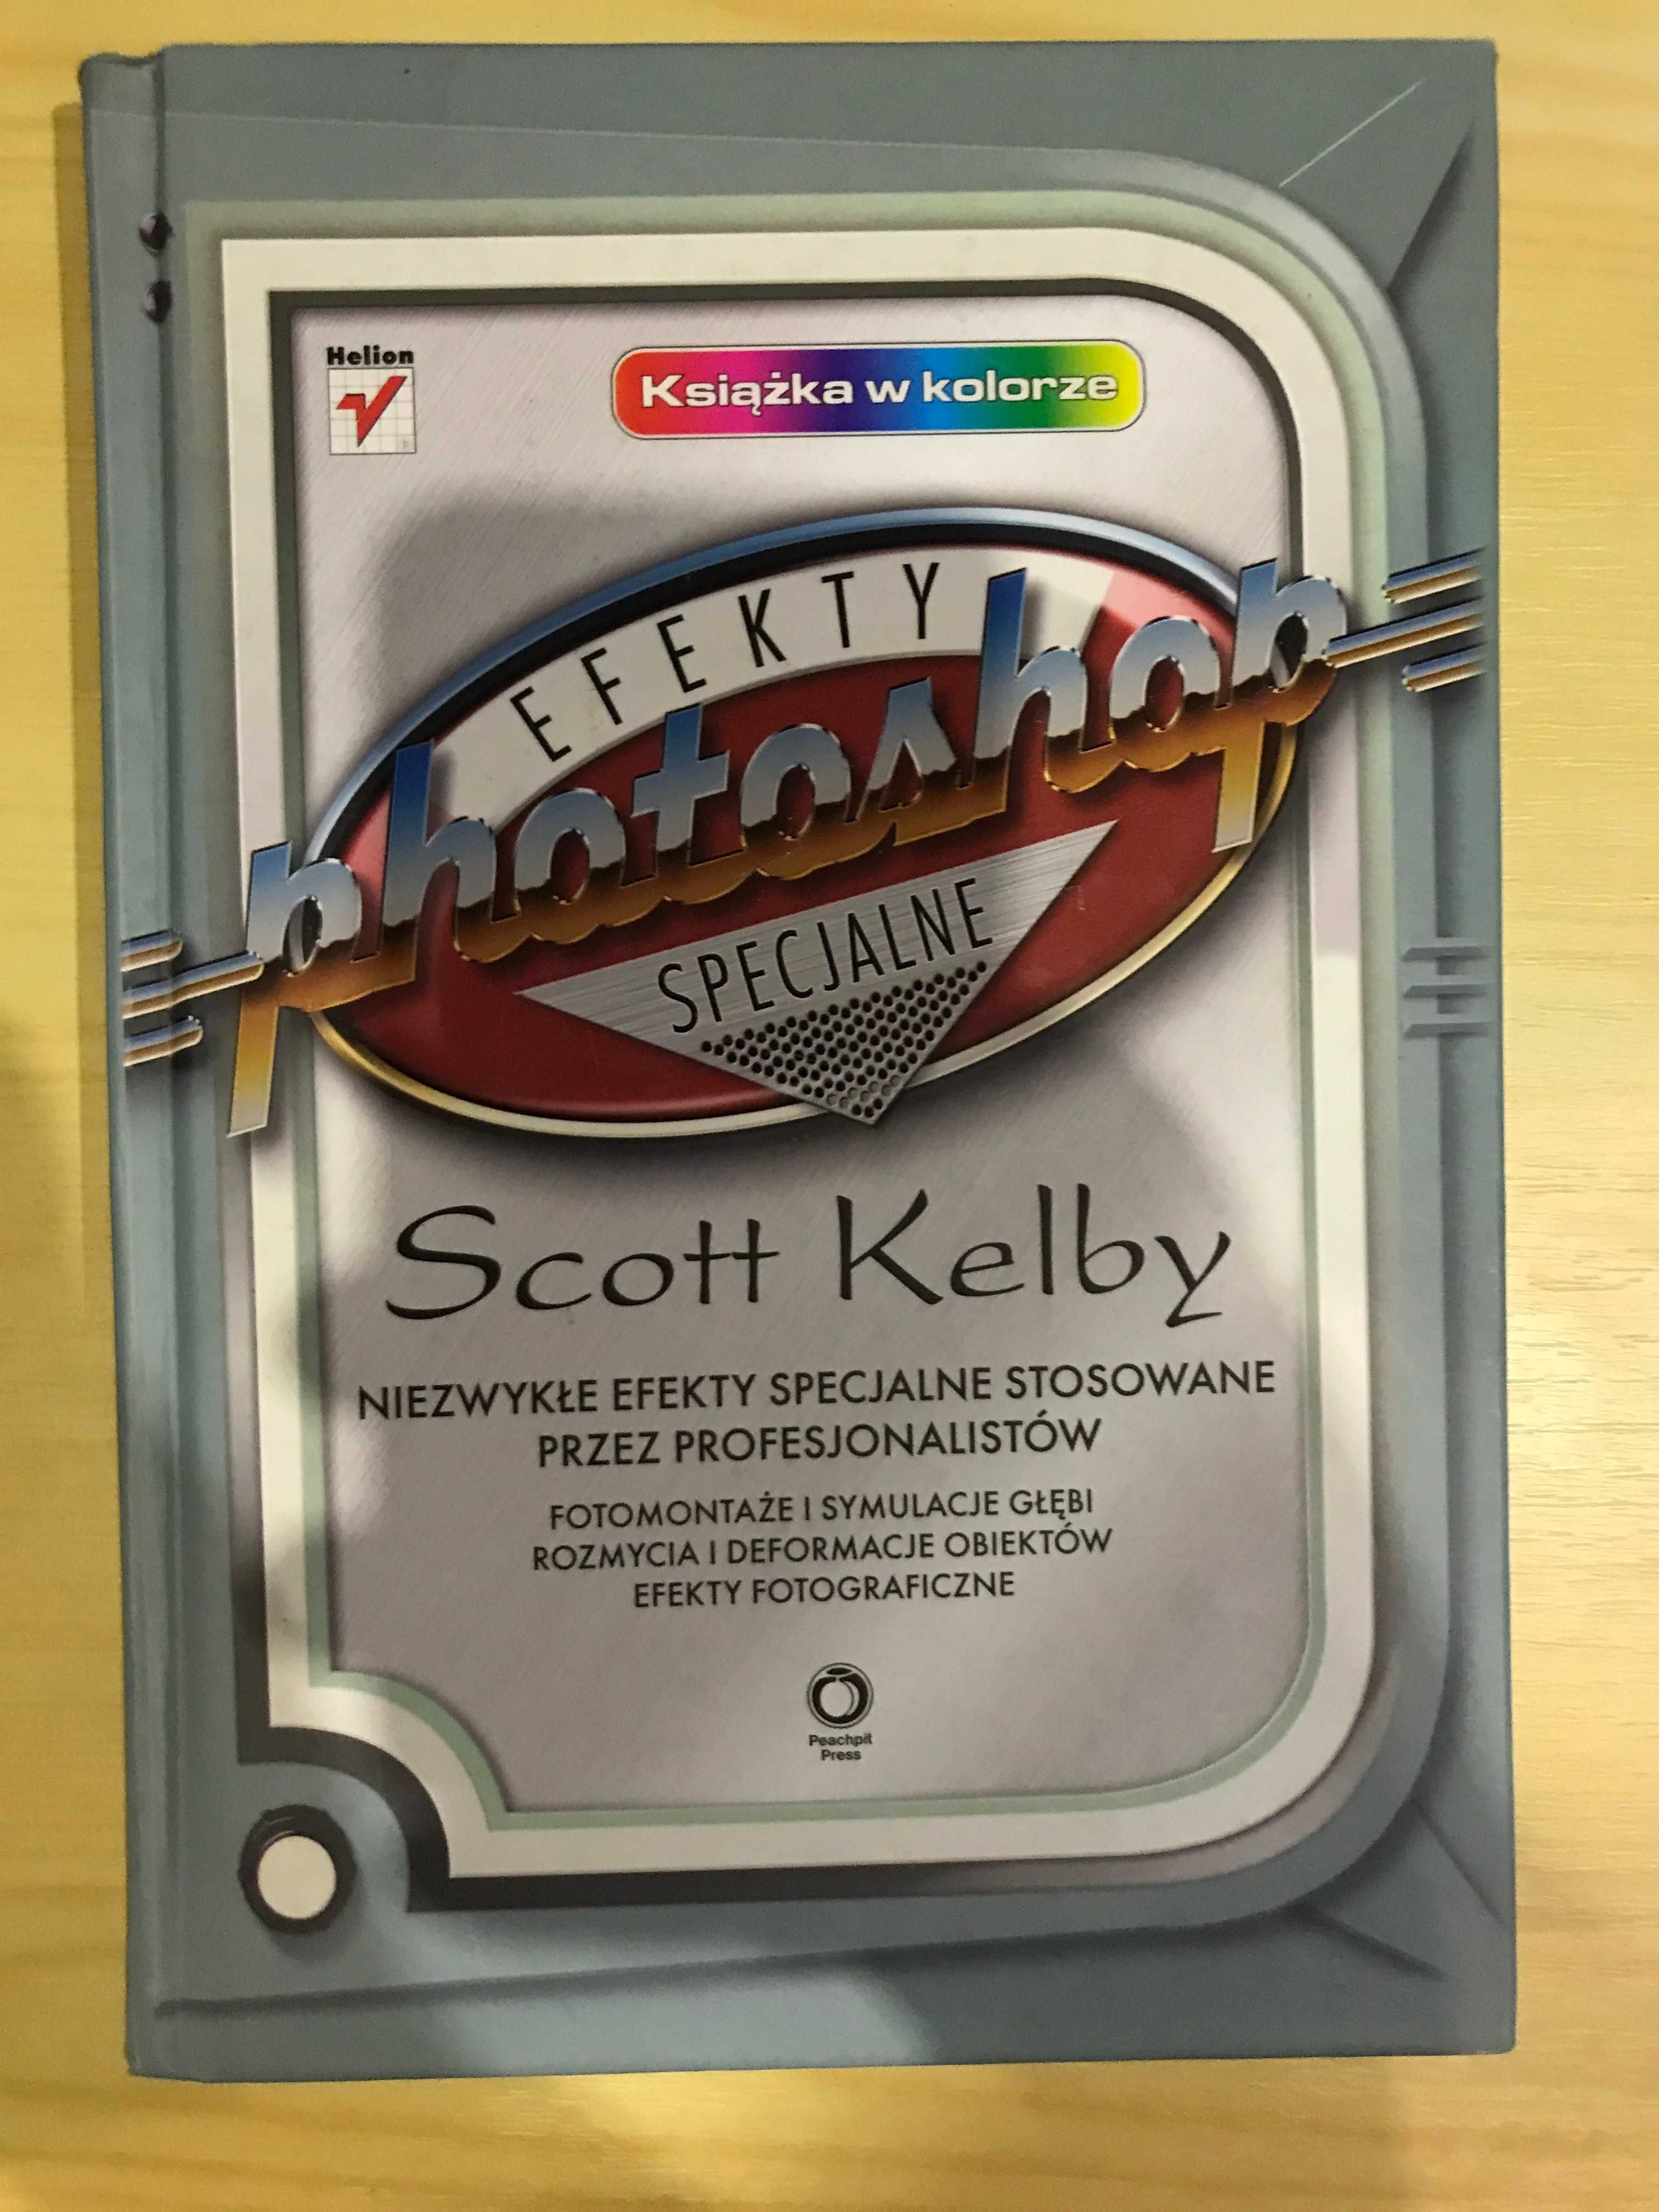 Helion
Książka w kolorze
EFEKTY
photoshop
SPECJALNE
Scott Kelby
NIEZWYKŁE EFEKTY SPECJALNE STOSOWANE
PRZEZ PROFESJONALISTÓW
FOTOMONTAŻE I SYMULACJE GŁĘBI
ROZMYCIA I DEFORMACJE OBIEKTÓW
EFEKTY FOTOGRAFICZNE
Peachpit
Press